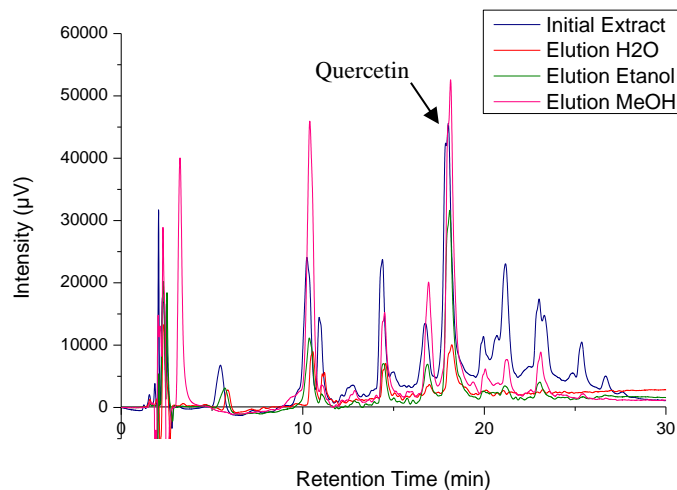 60000
50000
40000
30000
20000
10000
0
0
10
20
30
Intensity (µV)
Retention Time (min)
Quercetin
Initial Extract
Elution H2O
Elution Etanol
Elution MeOH